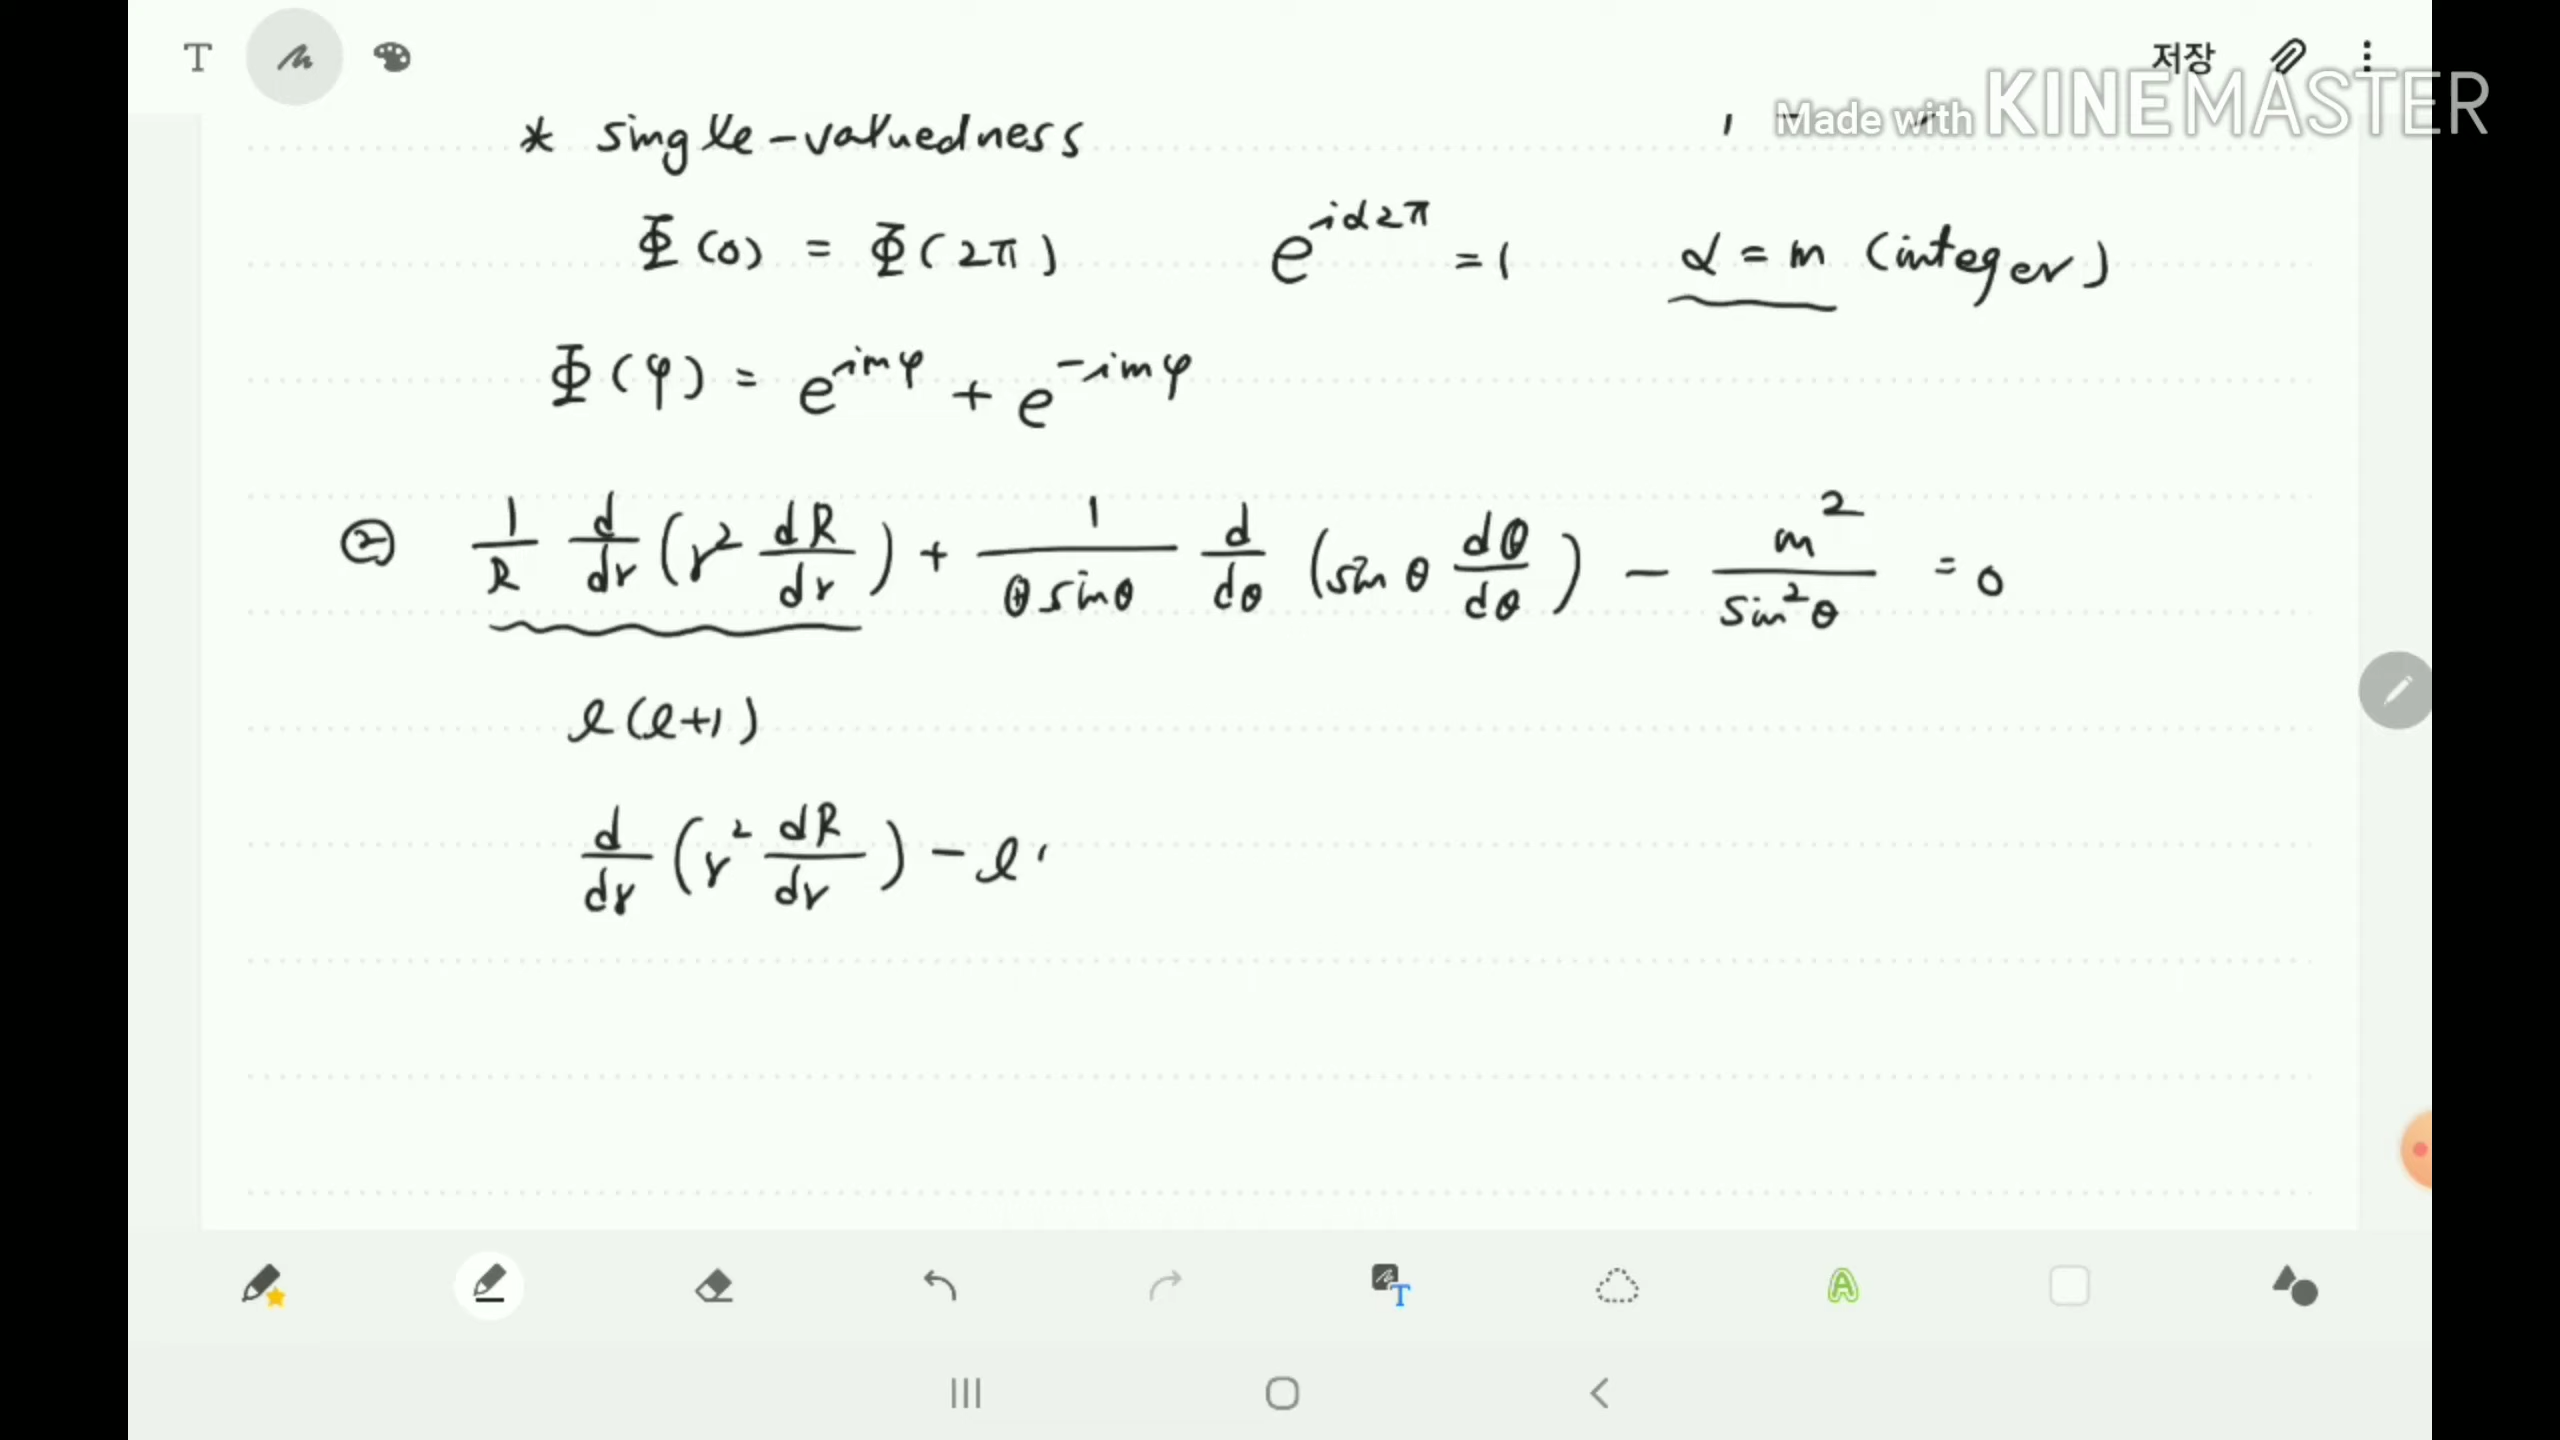 T
저장
Made with KINEMASTER
* single-valuedness
Φ(0) = Φ(2π) e^{iα2π} = 1 α = m (integer)
Φ(φ) = e^{imφ} + e^{-imφ}
② 1/R d/dr (r² dR/dr) + 1/(Θ sinθ) d/dθ (sinθ dΘ/dθ) - m²/sin²θ = 0
l(l+1)
d/dr (r² dR/dr) - l